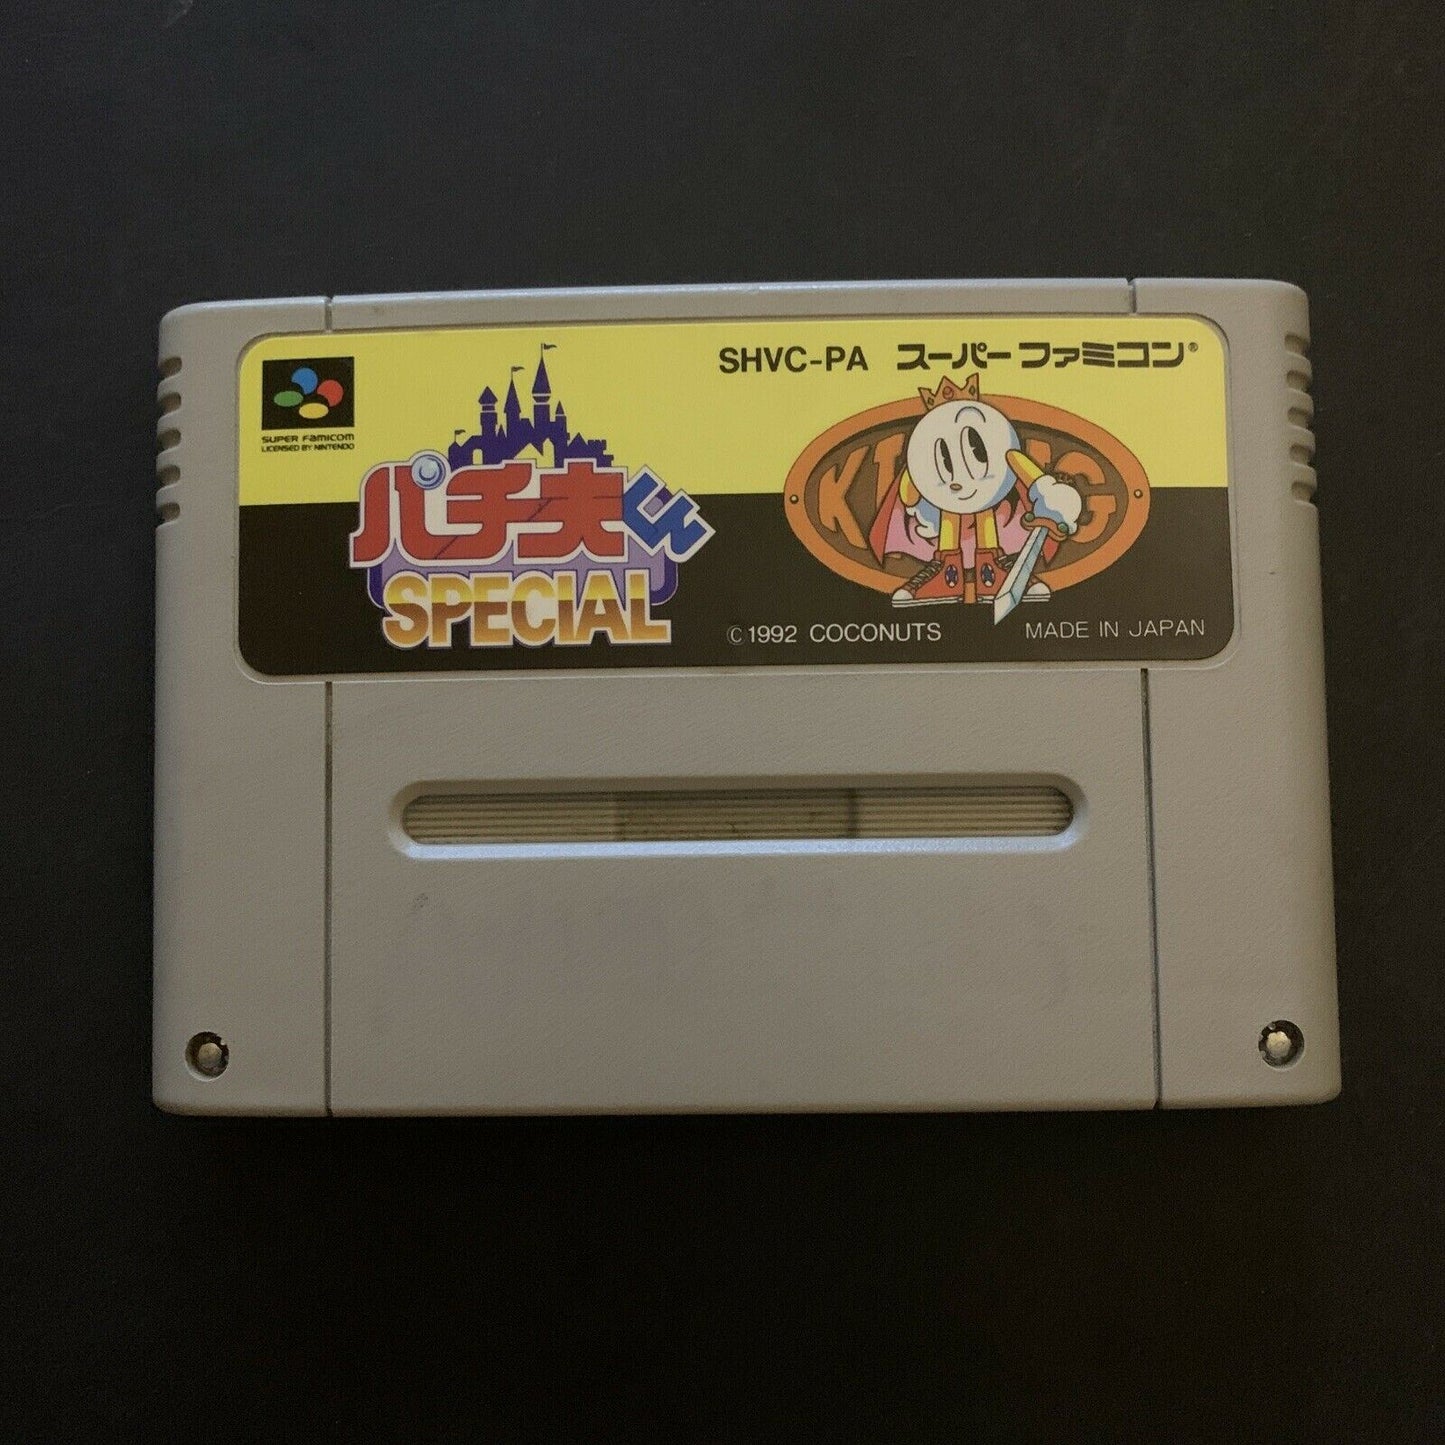 SHVC-PA スーパーファミコン®
SUPER FAMICOM
LICENSED BY NINTENDO
KING
パチ夫くん
SPECIAL
© 1992 COCONUTS
MADE IN JAPAN